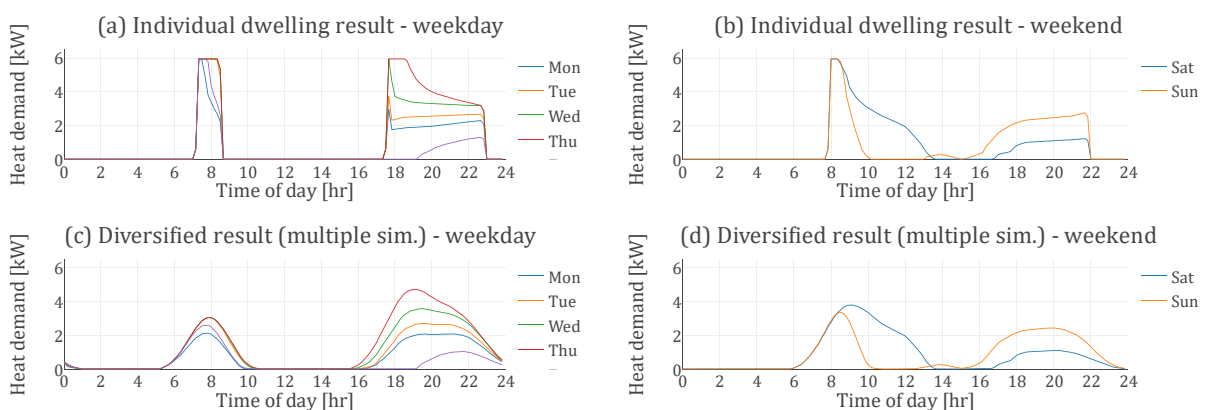 (a) Individual dwelling result - weekday
Heat demand [kW]
6
4
2
0
0 2 4 6 8 10 12 14 16 18 20 22 24
Time of day [hr]
Mon
Tue
Wed
Thu
(b) Individual dwelling result - weekend
Heat demand [kW]
6
4
2
0
0 2 4 6 8 10 12 14 16 18 20 22 24
Time of day [hr]
Sat
Sun
(c) Diversified result (multiple sim.) - weekday
Heat demand [kW]
6
4
2
0
0 2 4 6 8 10 12 14 16 18 20 22 24
Time of day [hr]
Mon
Tue
Wed
Thu
(d) Diversified result (multiple sim.) - weekend
Heat demand [kW]
6
4
2
0
0 2 4 6 8 10 12 14 16 18 20 22 24
Time of day [hr]
Sat
Sun